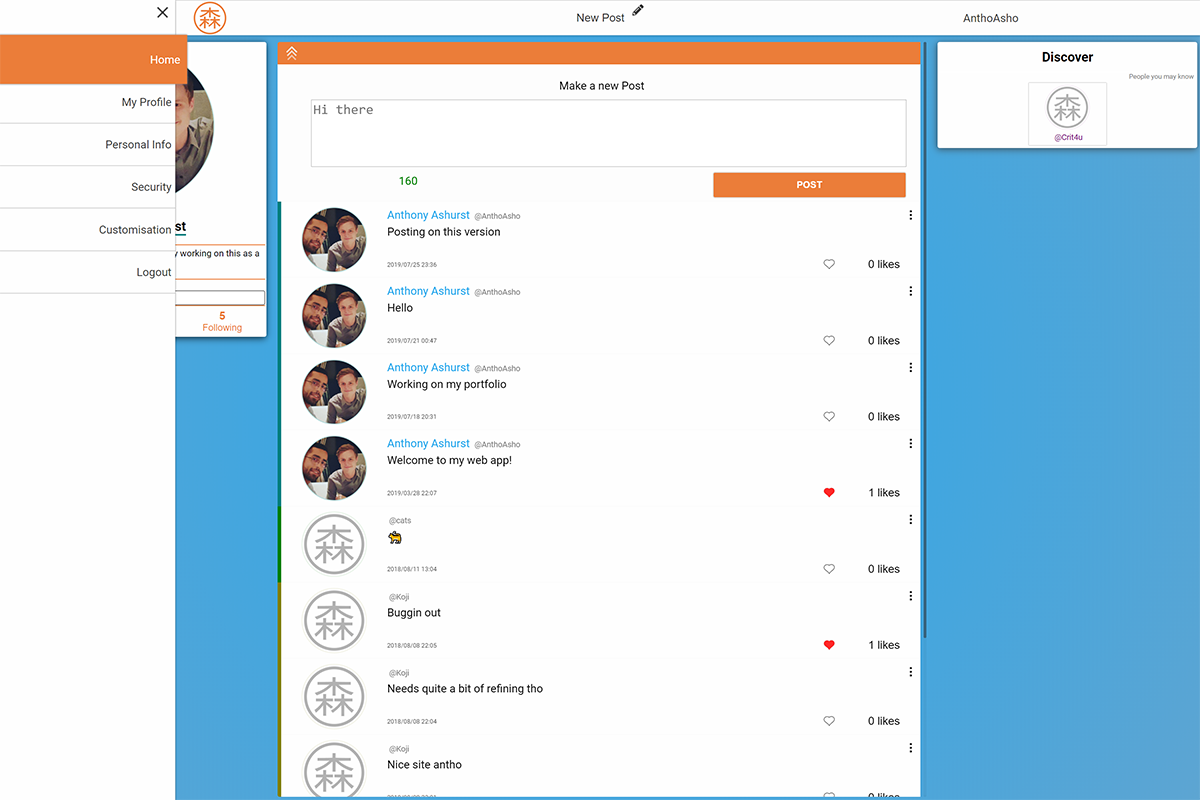 森
New Post
AnthoAsho
Home
My Profile
Personal Info
Security
Customisation
Logout
st
working on this as a
5
Following
Make a new Post
Hi there
160
POST
Anthony Ashurst @AnthoAsho
Posting on this version
2019/07/25 23:36
0 likes
Anthony Ashurst @AnthoAsho
Hello
2019/07/21 00:47
0 likes
Anthony Ashurst @AnthoAsho
Working on my portfolio
2019/07/18 20:31
0 likes
Anthony Ashurst @AnthoAsho
Welcome to my web app!
2019/03/28 22:07
1 likes
森
@cats
🐈
2018/08/11 13:04
0 likes
森
@Koji
Buggin out
2018/08/08 22:05
1 likes
森
@Koji
Needs quite a bit of refining tho
2018/08/08 22:04
0 likes
森
@Koji
Nice site antho
0 likes
Discover
People you may know
森
@Crit4u